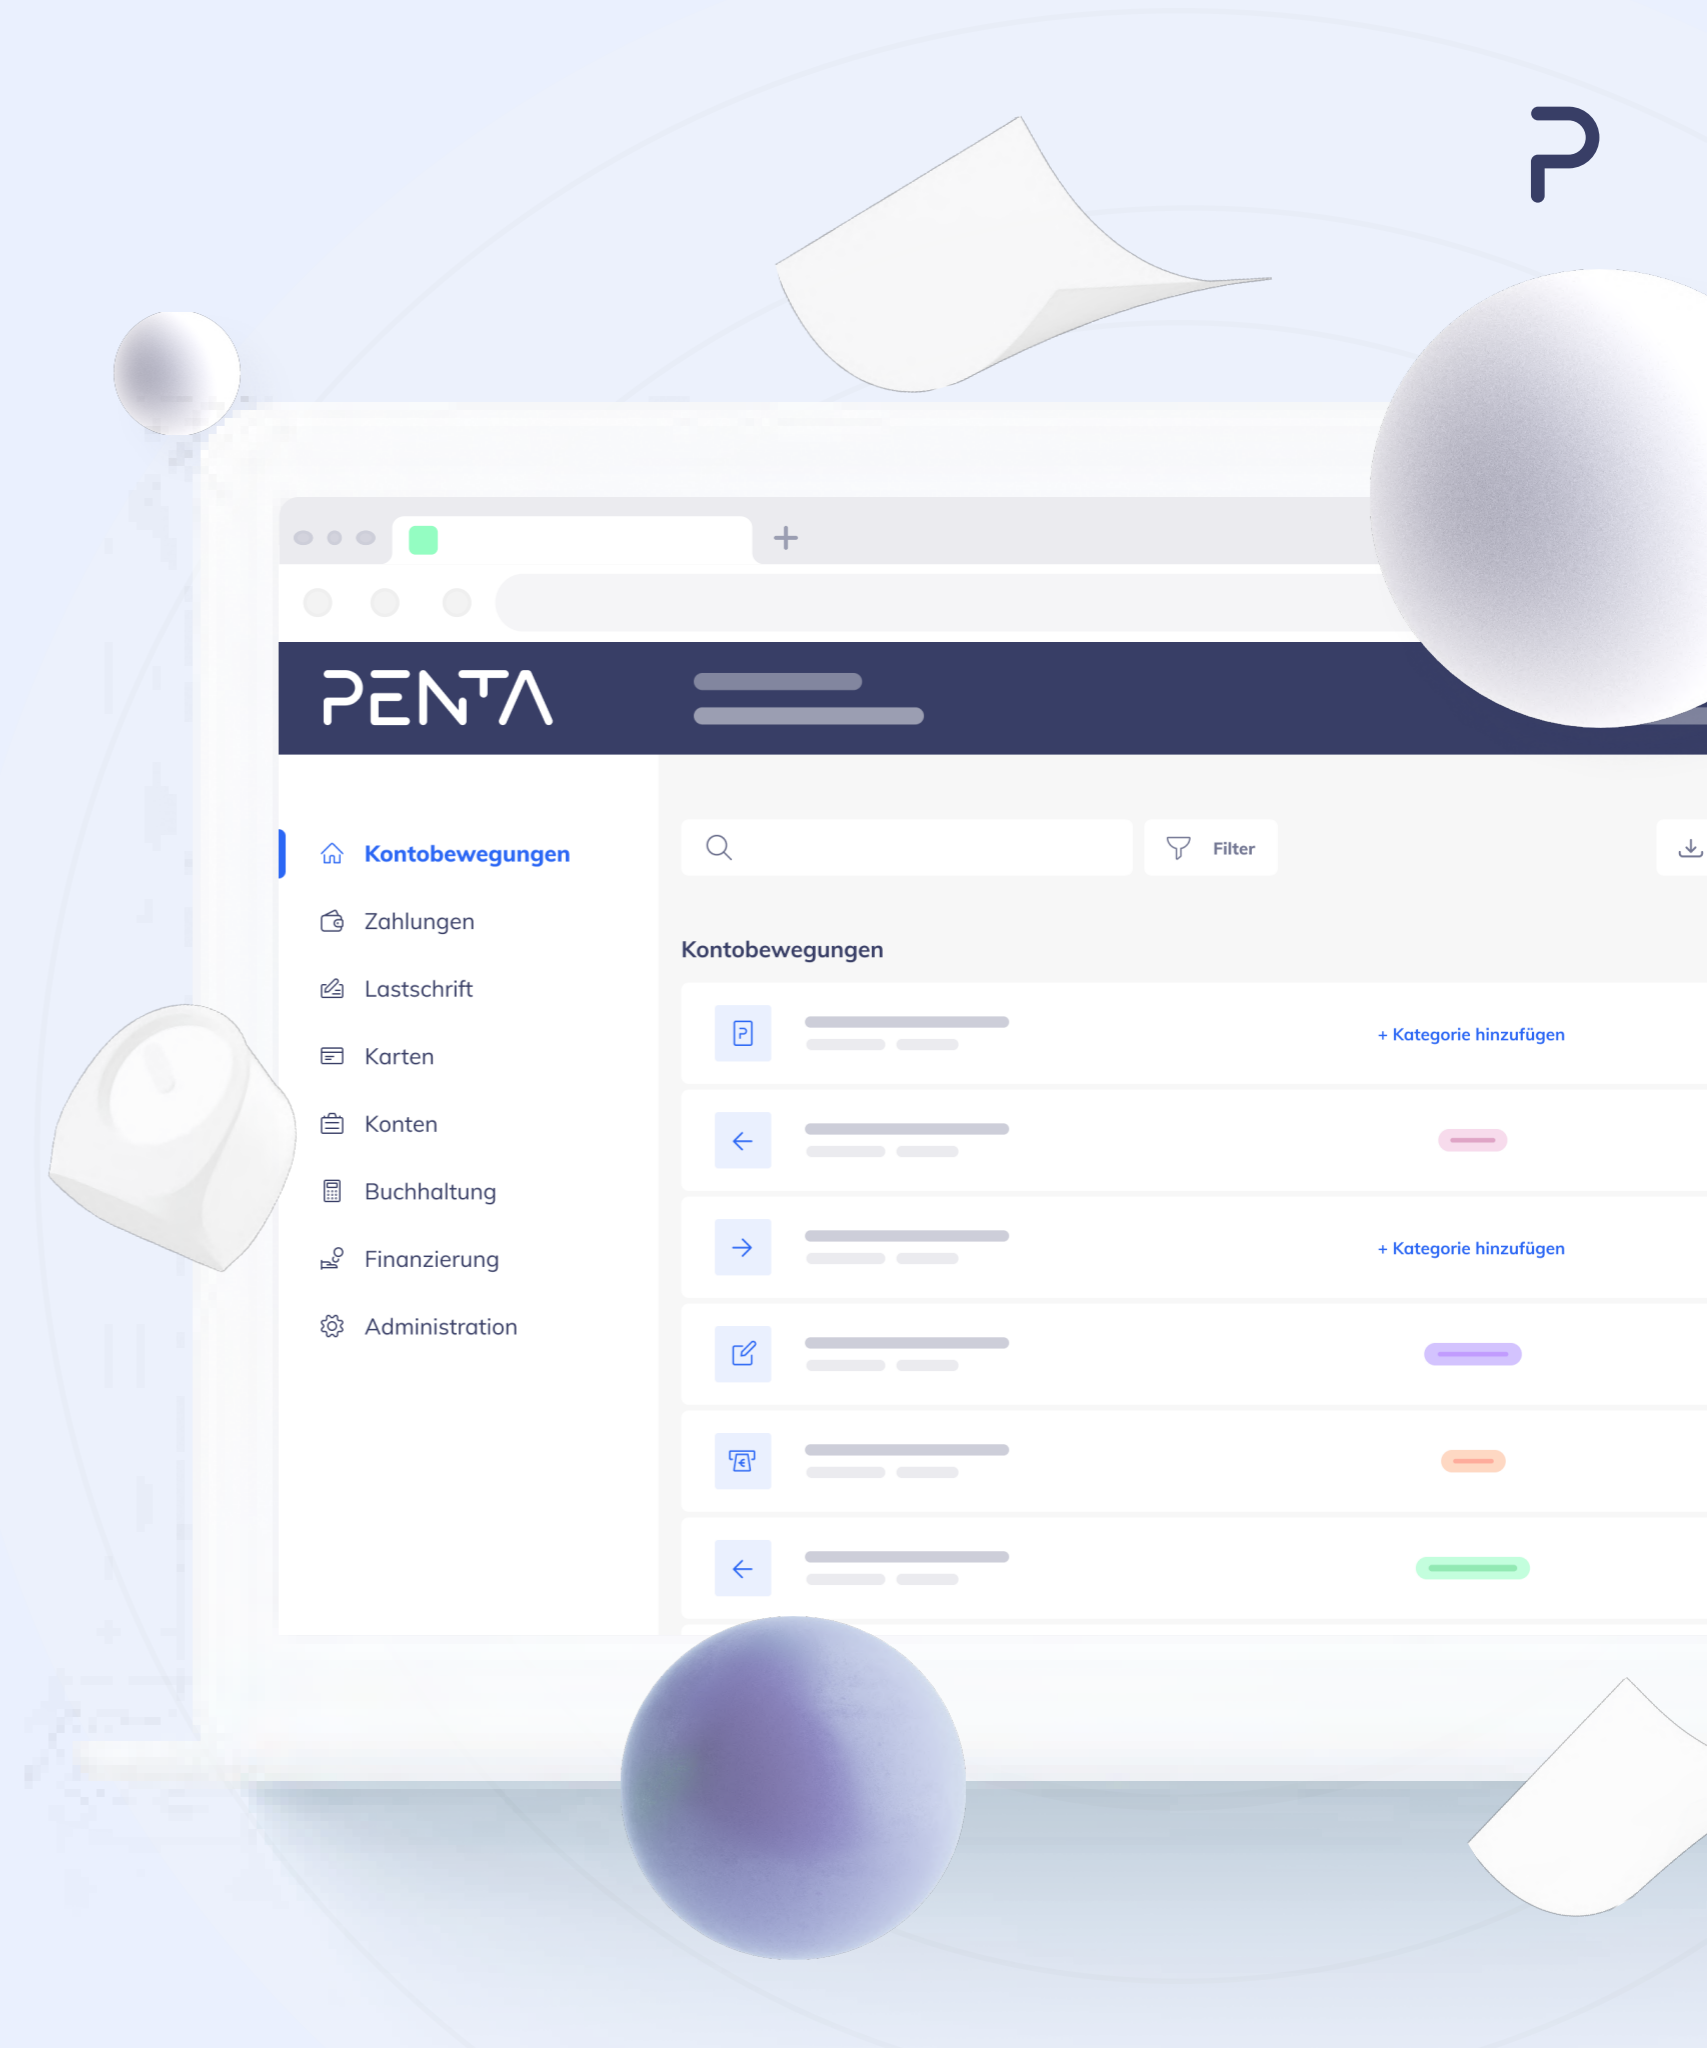 P
PENTA
Kontobewegungen
Zahlungen
Lastschrift
Karten
Konten
Buchhaltung
Finanzierung
Administration
Filter
Kontobewegungen
+ Kategorie hinzufügen
+ Kategorie hinzufügen